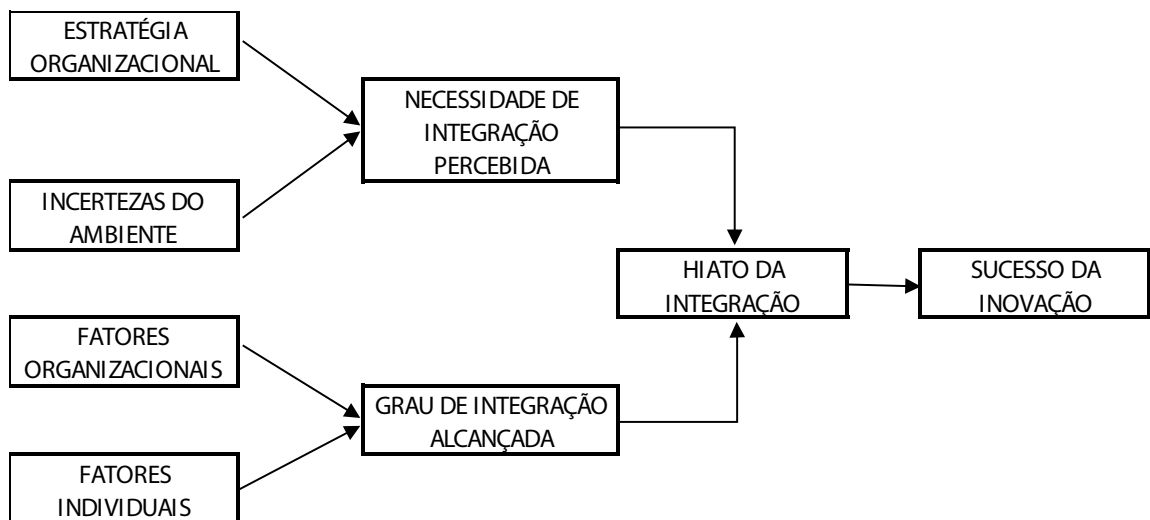 ESTRATÉGIA
ORGANIZACIONAL
NECESSIDADE DE
INTEGRAÇÃO
PERCEBIDA
INCERTEZAS DO
AMBIENTE
HIATO DA
INTEGRAÇÃO
SUCESSO DA
INOVAÇÃO
FATORES
ORGANIZACIONAIS
GRAU DE INTEGRAÇÃO
ALCANÇADA
FATORES
INDIVIDUAIS